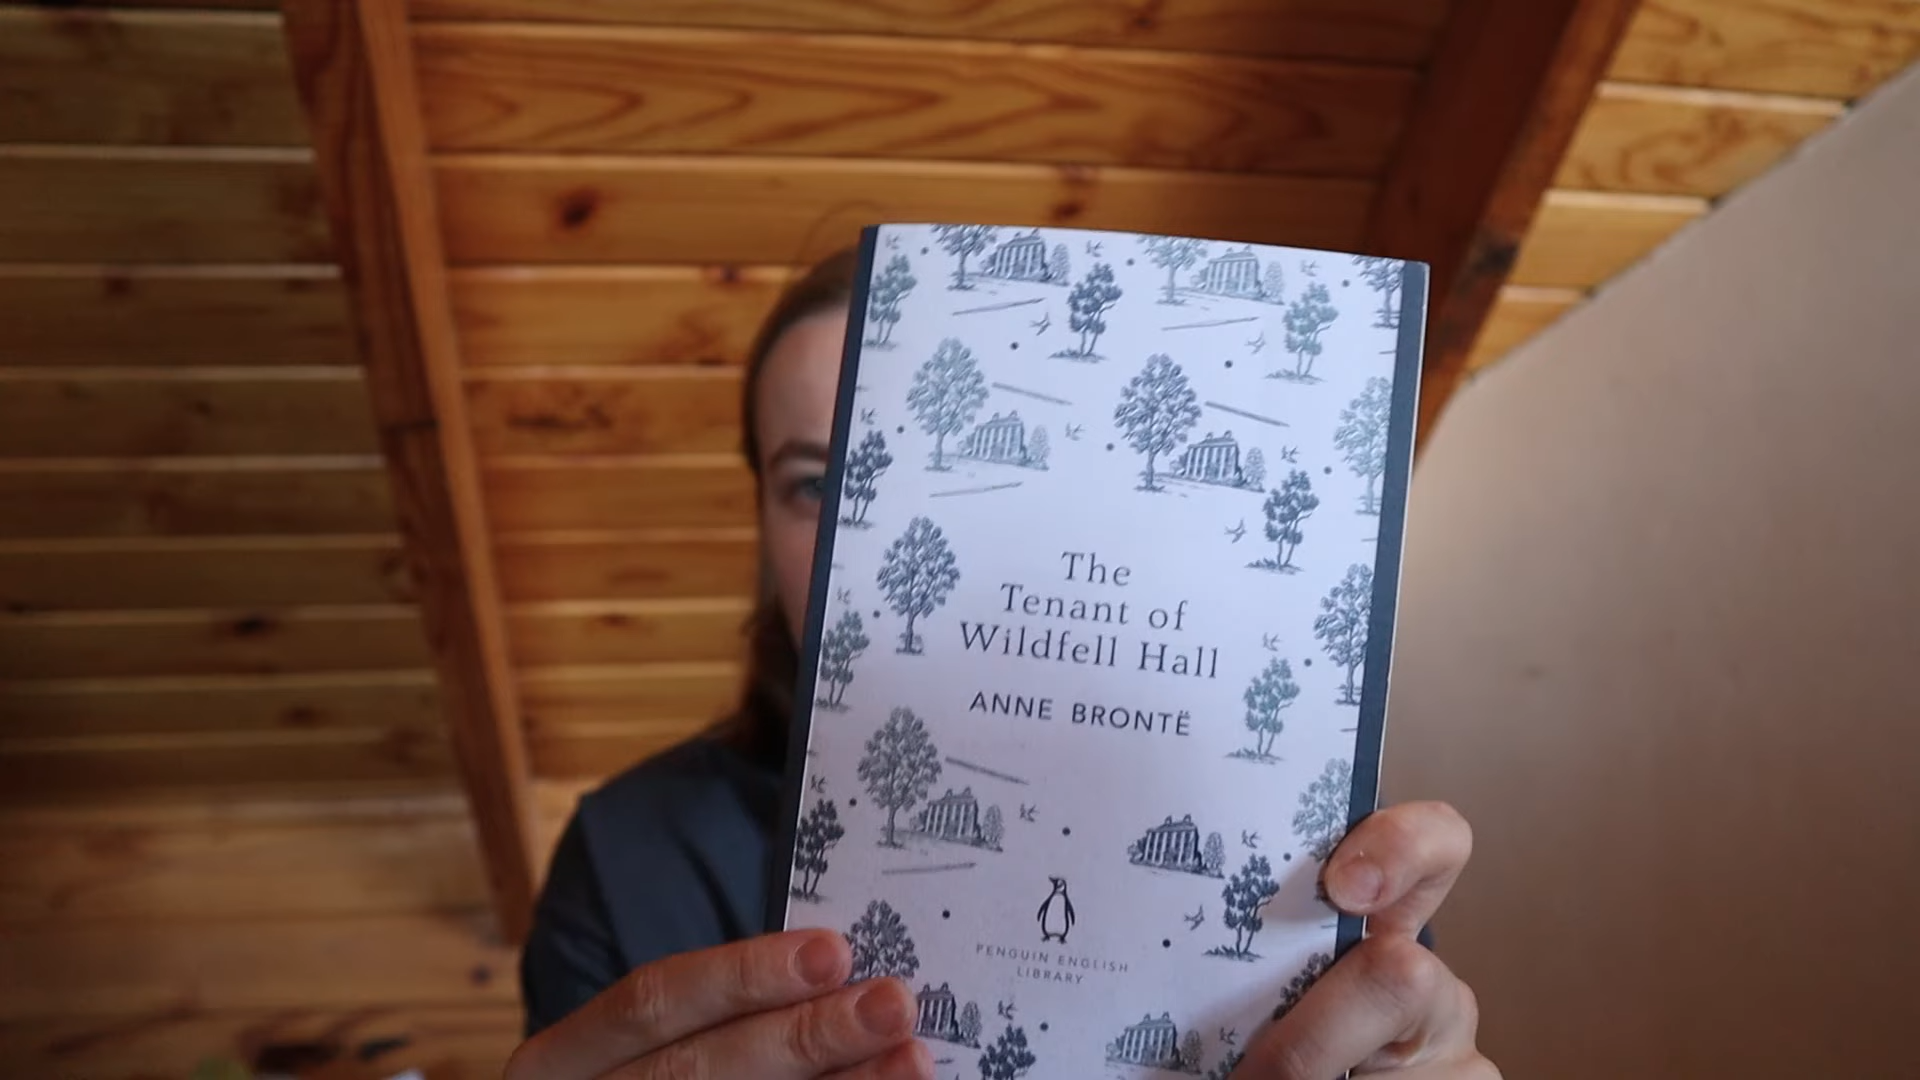 The
Tenant of
Wildfell Hall
ANNE BRONTË
PENGUIN ENGLISH
LIBRARY